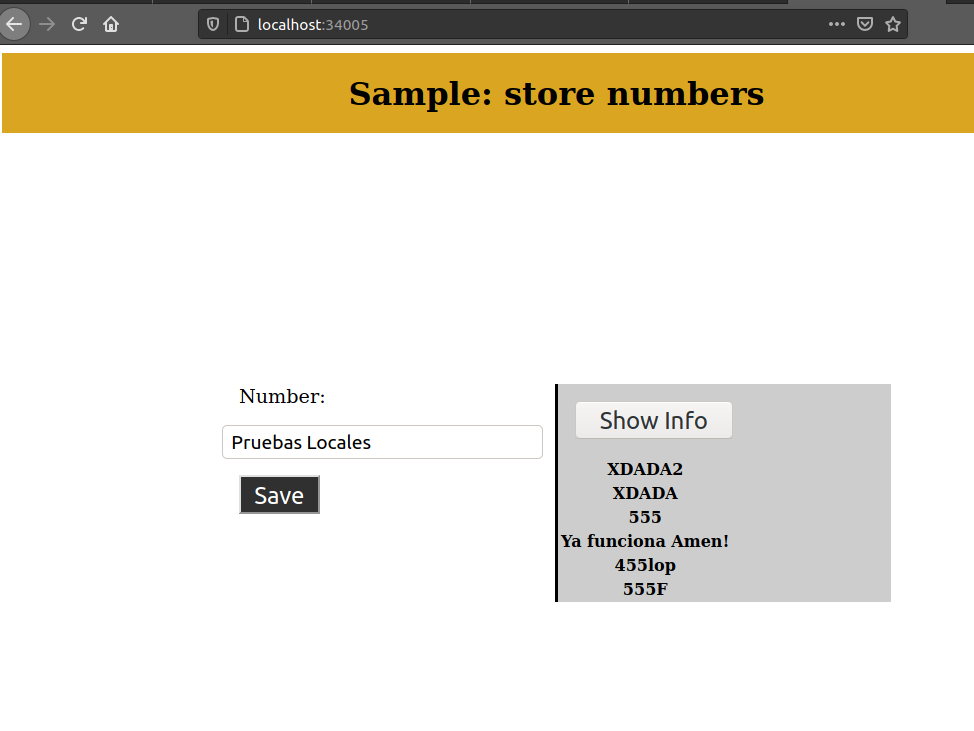 localhost:34005
Sample: store numbers
Number:
Pruebas Locales
Save
Show Info
XDADA2
XDADA
555
Ya funciona Amen!
455lop
555F